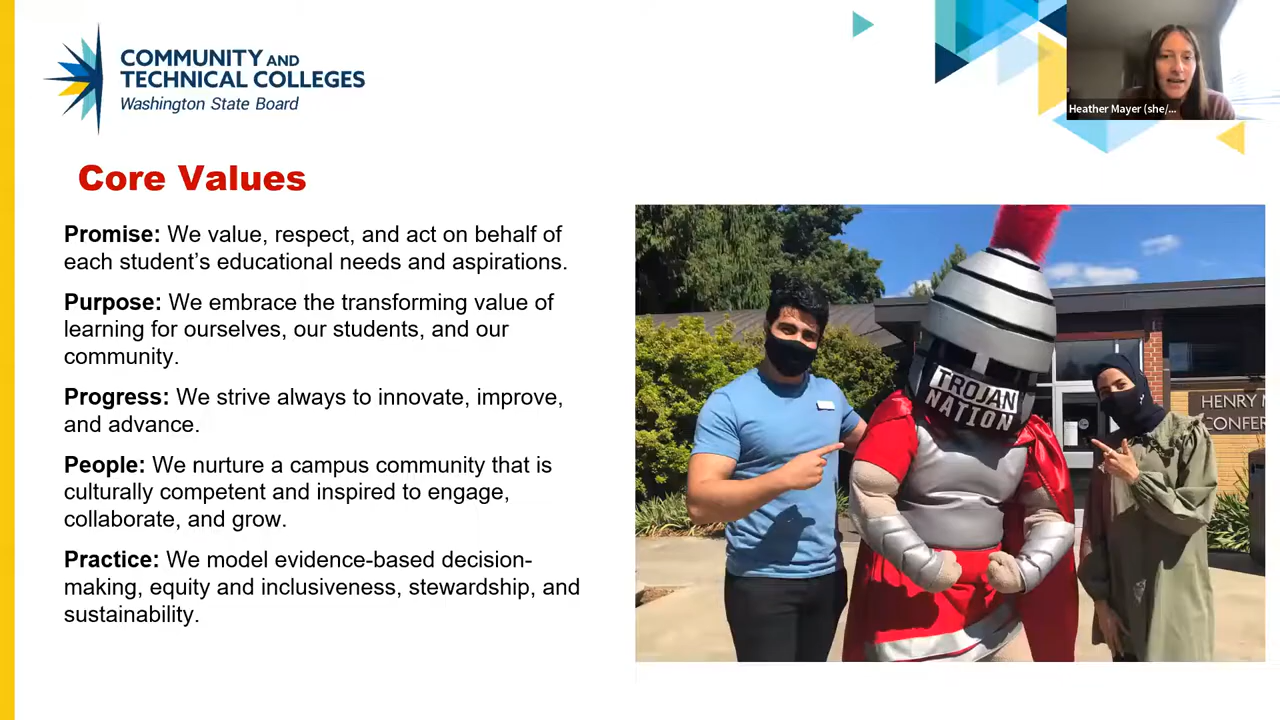 COMMUNITY AND
TECHNICAL COLLEGES
Washington State Board
Heather Mayer (she/...
Core Values
Promise: We value, respect, and act on behalf of
each student's educational needs and aspirations.
Purpose: We embrace the transforming value of
learning for ourselves, our students, and our
community.
Progress: We strive always to innovate, improve,
and advance.
People: We nurture a campus community that is
culturally competent and inspired to engage,
collaborate, and grow.
Practice: We model evidence-based decision-
making, equity and inclusiveness, stewardship, and
sustainability.
TROJAN
NATION
HENRY
CONFER